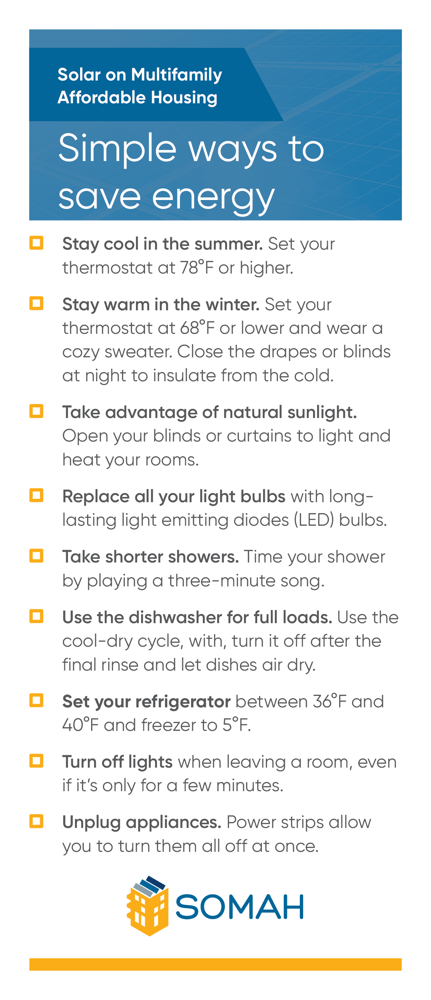 Solar on Multifamily
Affordable Housing
Simple ways to
save energy
Stay cool in the summer. Set your
thermostat at 78°F or higher.
Stay warm in the winter. Set your
thermostat at 68°F or lower and wear a
cozy sweater. Close the drapes or blinds
at night to insulate from the cold.
Take advantage of natural sunlight.
Open your blinds or curtains to light and
heat your rooms.
Replace all your light bulbs with long-
lasting light emitting diodes (LED) bulbs.
Take shorter showers. Time your shower
by playing a three-minute song.
Use the dishwasher for full loads. Use the
cool-dry cycle, with, turn it off after the
final rinse and let dishes air dry.
Set your refrigerator between 36°F and
40°F and freezer to 5°F.
Turn off lights when leaving a room, even
if it’s only for a few minutes.
Unplug appliances. Power strips allow
you to turn them all off at once.
SOMAH